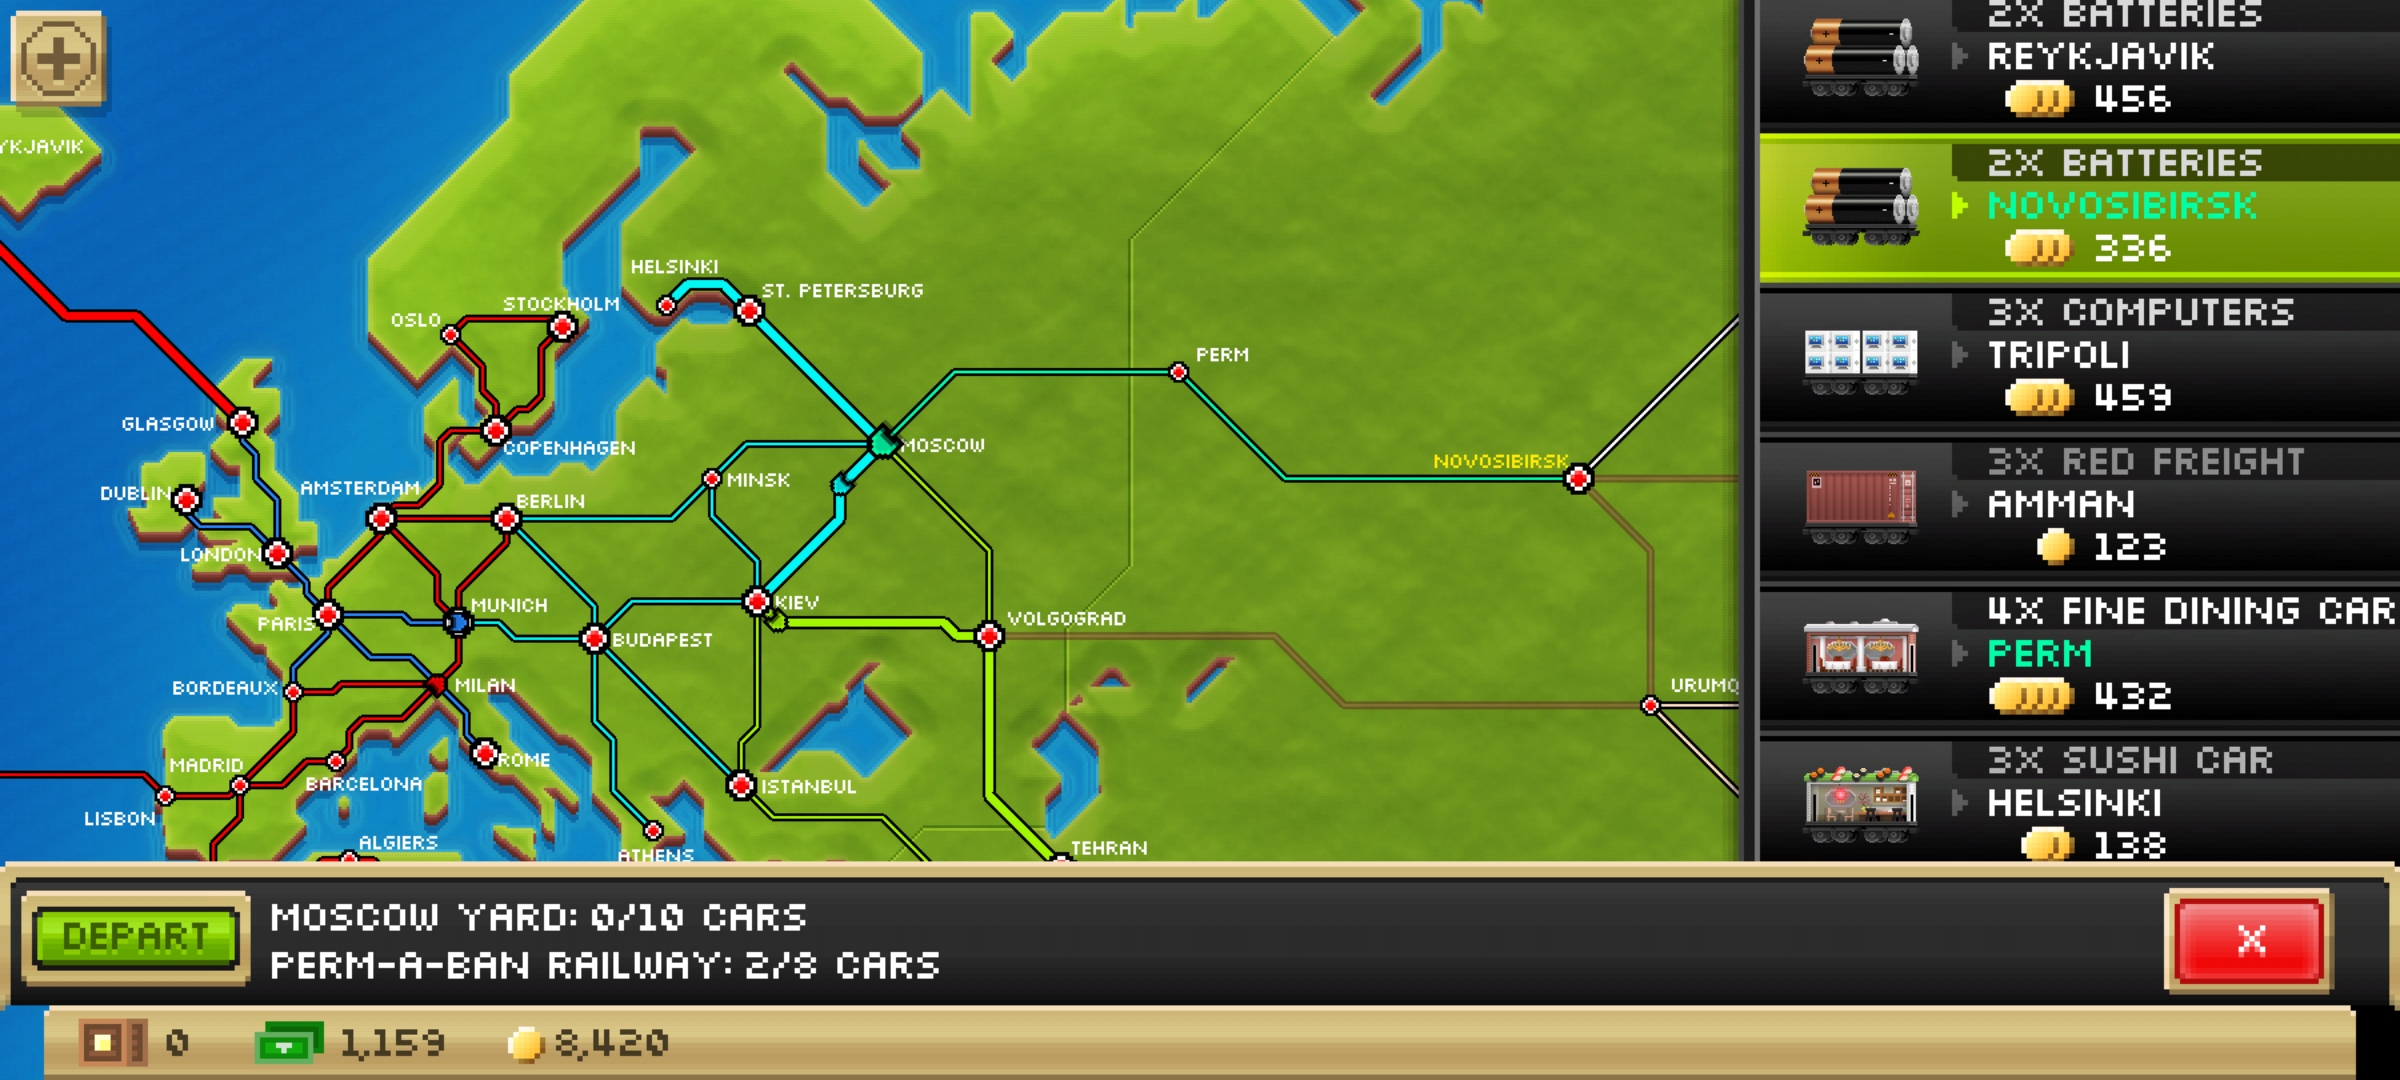 YKJAVIK
HELSINKI
ST. PETERSBURG
STOCKHOLM
OSLO
PERM
GLASGOW
COPENHAGEN
MOSCOW
NOVOSIBIRSK
MINSK
AMSTERDAM
DUBLIN
BERLIN
LONDON
MUNICH
KIEV
PARIS
VOLGOGRAD
BUDAPEST
BORDEAUX
MILAN
URUMQ
ROME
MADRID
BARCELONA
ISTANBUL
LISBON
ALGIERS
ATHENS
TEHRAN
2X BATTERIES
REYKJAVIK
456
2X BATTERIES
NOVOSIBIRSK
336
3X COMPUTERS
TRIPOLI
459
3X RED FREIGHT
AMMAN
123
4X FINE DINING CAR
PERM
432
3X SUSHI CAR
HELSINKI
138
DEPART
MOSCOW YARD: 0/10 CARS
PERM-A-BAN RAILWAY: 2/8 CARS
X
0
1,159
8,420